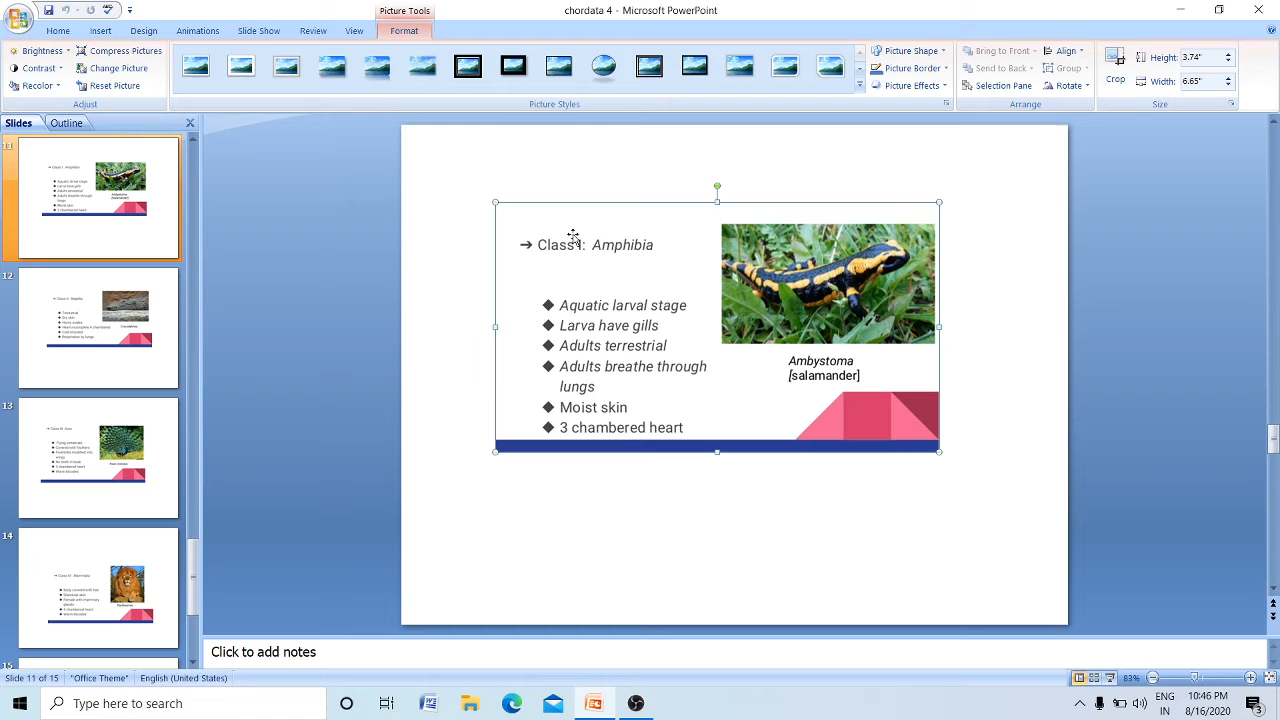 Picture Tools
chordata 4 - Microsoft PowerPoint
Home Insert Design Animations Slide Show Review View Format
Brightness Compress Pictures
Contrast Change Picture
Recolor Reset Picture
Adjust
Picture Styles
Picture Shape
Picture Border
Picture Effects
Bring to Front Align
Send to Back Group
Selection Pane Rotate
Arrange
Crop
Height: 3.74"
Width: 6.65"
Size
Slides Outline
11
12
13
14
15
➔ Class I: Amphibia
◆ Aquatic larval stage
◆ Larva have gills
◆ Adults terrestrial
◆ Adults breathe through
lungs
◆ Moist skin
◆ 3 chambered heart
Ambystoma
[salamander]
Click to add notes
Slide 11 of 15 "Office Theme" English (United States) 83%
Type here to search
10:46 PM
IN 8/16/2020